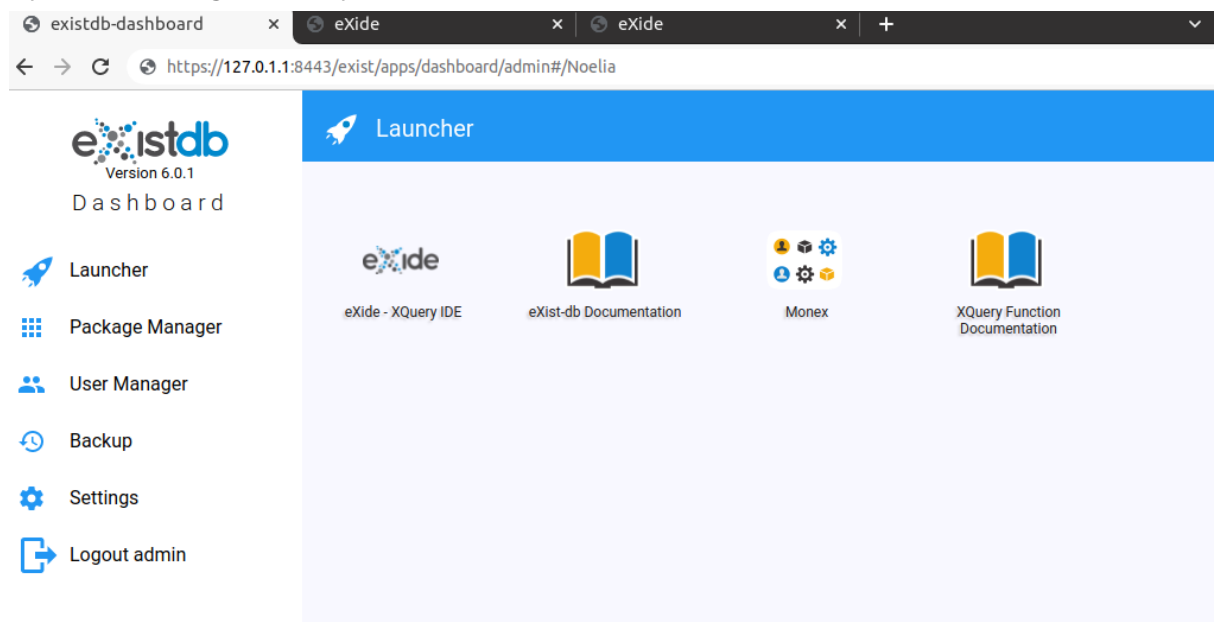 existdb-dashboard × eXide × eXide × +
https://127.0.1.1:8443/exist/apps/dashboard/admin#/Noelia
eXistdb
Version 6.0.1
Dashboard
Launcher
Package Manager
User Manager
Backup
Settings
Logout admin
Launcher
eXide
eXide - XQuery IDE
eXist-db Documentation
Monex
XQuery Function
Documentation